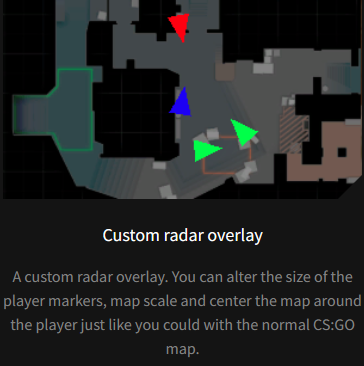 Custom radar overlay
A custom radar overlay. You can alter the size of the
player markers, map scale and center the map around
the player just like you could with the normal CS:GO
map.